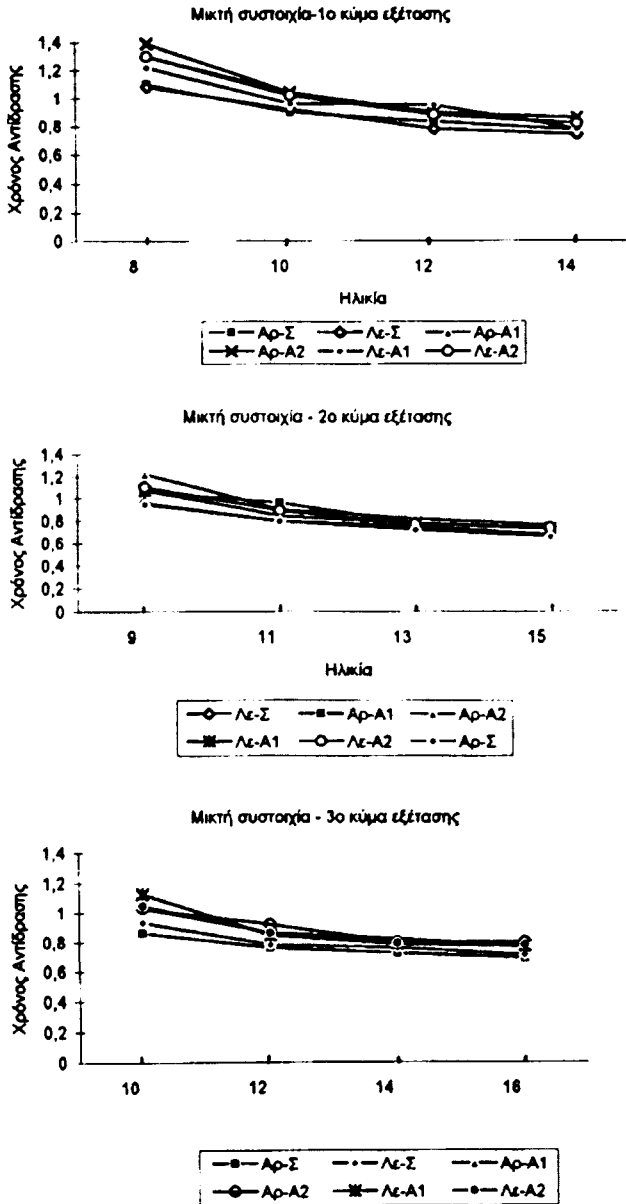 Μικτή συστοιχία-1ο κύμα εξέτασης
Χρόνος Αντίδρασης
1,4
1,2
1
0,8
0,6
0,4
0,2
0
8 10 12 14
Ηλικία
Αρ-Σ Λε-Σ Αρ-Α1
Αρ-Α2 Λε-Α1 Λε-Α2
Μικτή συστοιχία - 2ο κύμα εξέτασης
Χρόνος Αντίδρασης
1,4
1,2
1
0,8
0,6
0,4
0,2
0
9 11 13 15
Ηλικία
Λε-Σ Αρ-Α1 Αρ-Α2
Λε-Α1 Λε-Α2 Αρ-Σ
Μικτή συστοιχία - 3ο κύμα εξέτασης
Χρόνος Αντίδρασης
1,4
1,2
1
0,8
0,6
0,4
0,2
0
10 12 14 16
Αρ-Σ Λε-Σ Αρ-Α1
Αρ-Α2 Λε-Α1 Λε-Α2